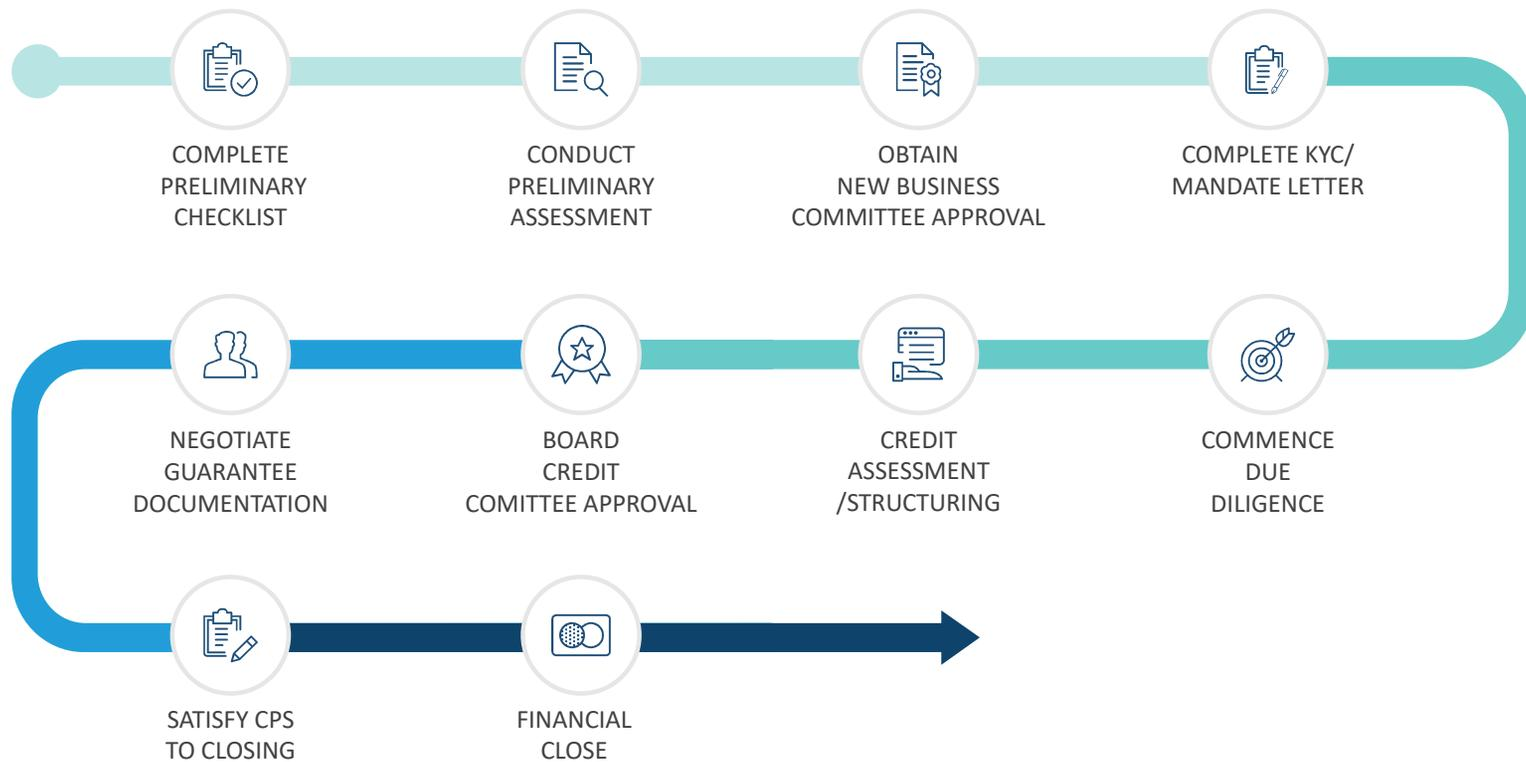 COMPLETE
PRELIMINARY
CHECKLIST
CONDUCT
PRELIMINARY
ASSESSMENT
OBTAIN
NEW BUSINESS
COMMITTEE APPROVAL
COMPLETE KYC/
MANDATE LETTER
NEGOTIATE
GUARANTEE
DOCUMENTATION
BOARD
CREDIT
COMITTEE APPROVAL
CREDIT
ASSESSMENT
/STRUCTURING
COMMENCE
DUE
DILIGENCE
SATISFY CPS
TO CLOSING
FINANCIAL
CLOSE